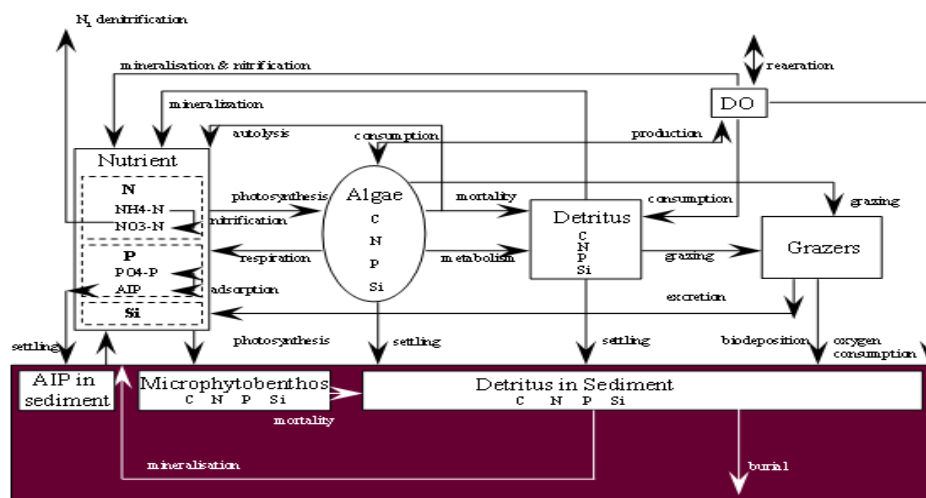 N, denitrification
mineralisation & nitrification
reaeration
mineralization
DO
autolysis
consumption
production
Nutrient
N
NH4-N
NO3-N
photosynthesis
nitrification
Algae
C
N
P
Si
mortality
Detritus
C
N
P
Si
consumption
grazing
Grazers
P
PO4-P
AIP
respiration
adsorption
metabolism
grazing
Si
excretion
settling
photosynthesis
settling
settling
biodeposition
oxygen
consumption
AIP in
sediment
Microphytobenthos
C N P Si
Detritus in Sediment
C N P Si
mortality
mineralisation
burial